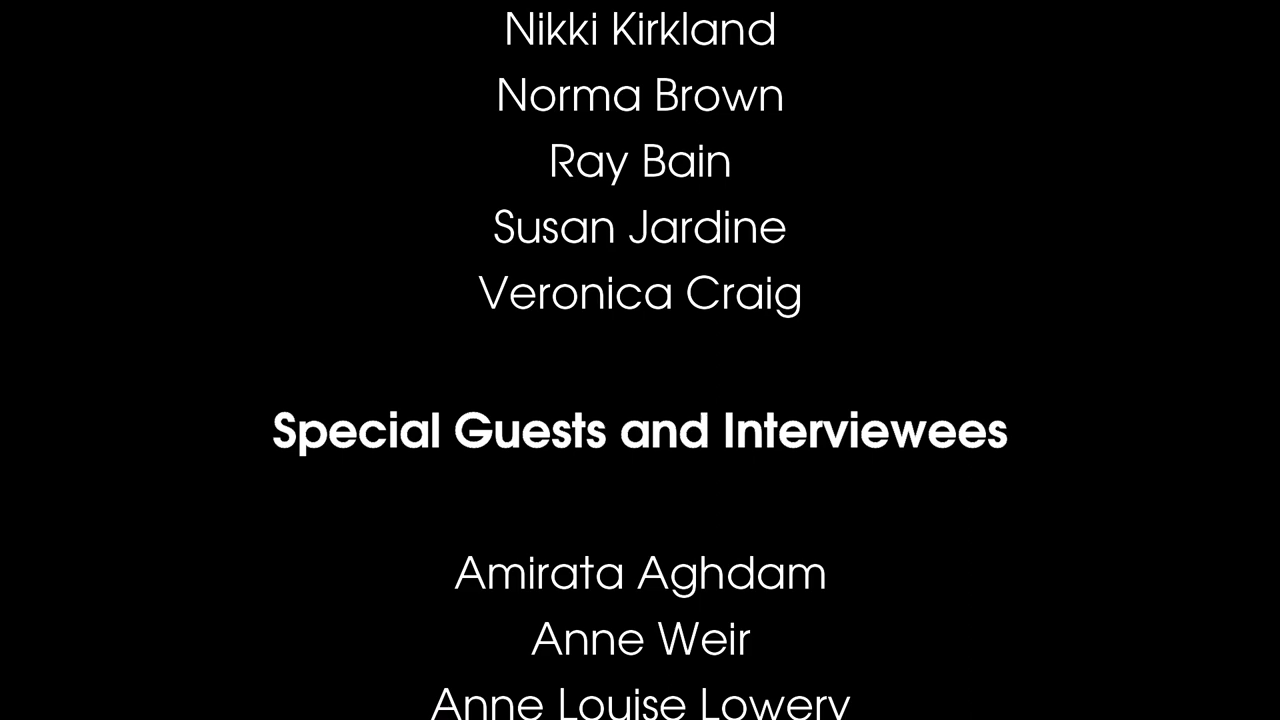 Nikki Kirkland
Norma Brown
Ray Bain
Susan Jardine
Veronica Craig
Special Guests and Interviewees
Amirata Aghdam
Anne Weir
Anne Louise Lowery